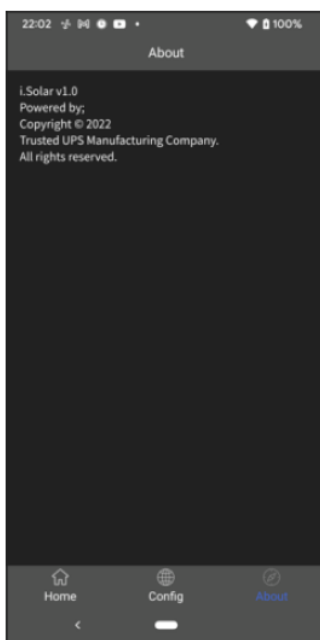 22:02 100%
About
i.Solar v1.0
Powered by;
Copyright © 2022
Trusted UPS Manufacturing Company.
All rights reserved.
Home Config About